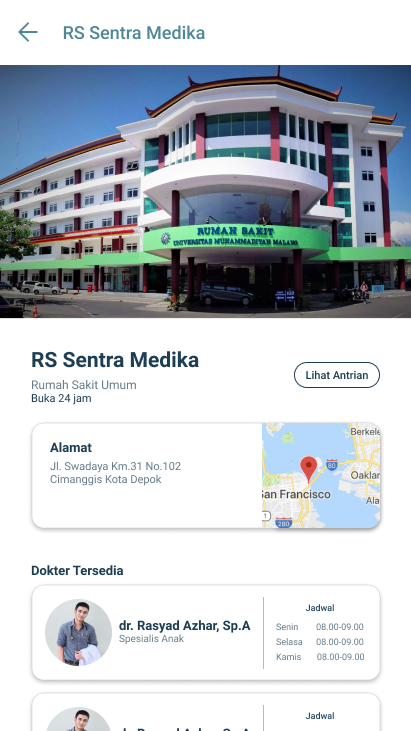 RS Sentra Medika
RUMAH SAKIT
UNIVERSITAS MUHAMMADIYAH MALANG
RS Sentra Medika
Rumah Sakit Umum
Buka 24 jam
Lihat Antrian
Alamat
Jl. Swadaya Km.31 No.102
Cimanggis Kota Depok
Berkele
80
Oaklar
San Francisco
Ala
1
280
Dokter Tersedia
dr. Rasyad Azhar, Sp.A
Spesialis Anak
Jadwal
Senin 08.00-09.00
Selasa 08.00-09.00
Kamis 08.00-09.00
Jadwal